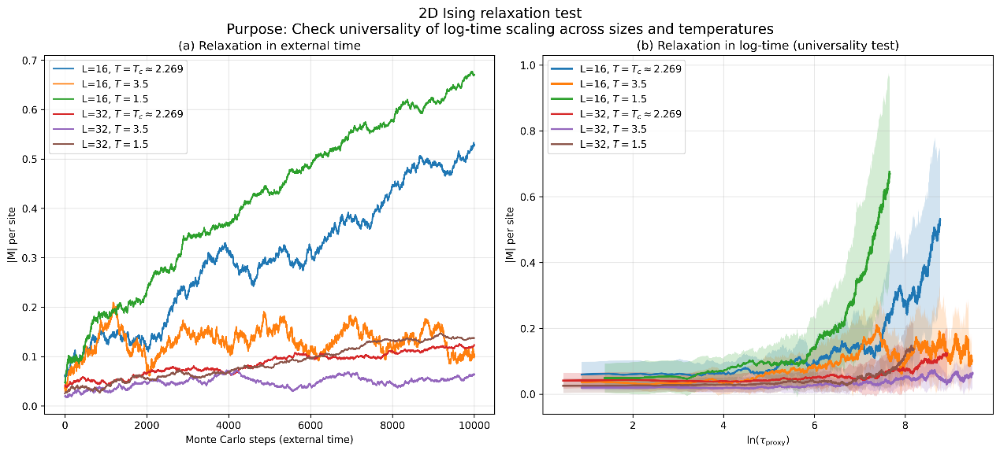 2D Ising relaxation test
Purpose: Check universality of log-time scaling across sizes and temperatures
(a) Relaxation in external time
0.7
0.6
0.5
0.4
0.3
0.2
0.1
0.0
|M| per site
L=16, T = T_c ≈ 2.269
L=16, T = 3.5
L=16, T = 1.5
L=32, T = T_c ≈ 2.269
L=32, T = 3.5
L=32, T = 1.5
0 2000 4000 6000 8000 10000
Monte Carlo steps (external time)
(b) Relaxation in log-time (universality test)
1.0
0.8
0.6
0.4
0.2
0.0
|M| per site
L=16, T = T_c ≈ 2.269
L=16, T = 3.5
L=16, T = 1.5
L=32, T = T_c ≈ 2.269
L=32, T = 3.5
L=32, T = 1.5
2 4 6 8
ln(τ_proxy)